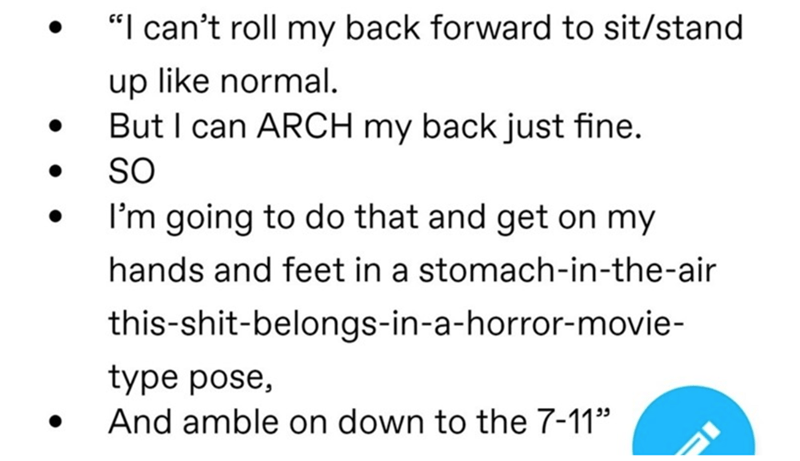 • “I can’t roll my back forward to sit/stand
up like normal.
• But I can ARCH my back just fine.
• SO
• I’m going to do that and get on my
hands and feet in a stomach-in-the-air
this-shit-belongs-in-a-horror-movie-
type pose,
• And amble on down to the 7-11”